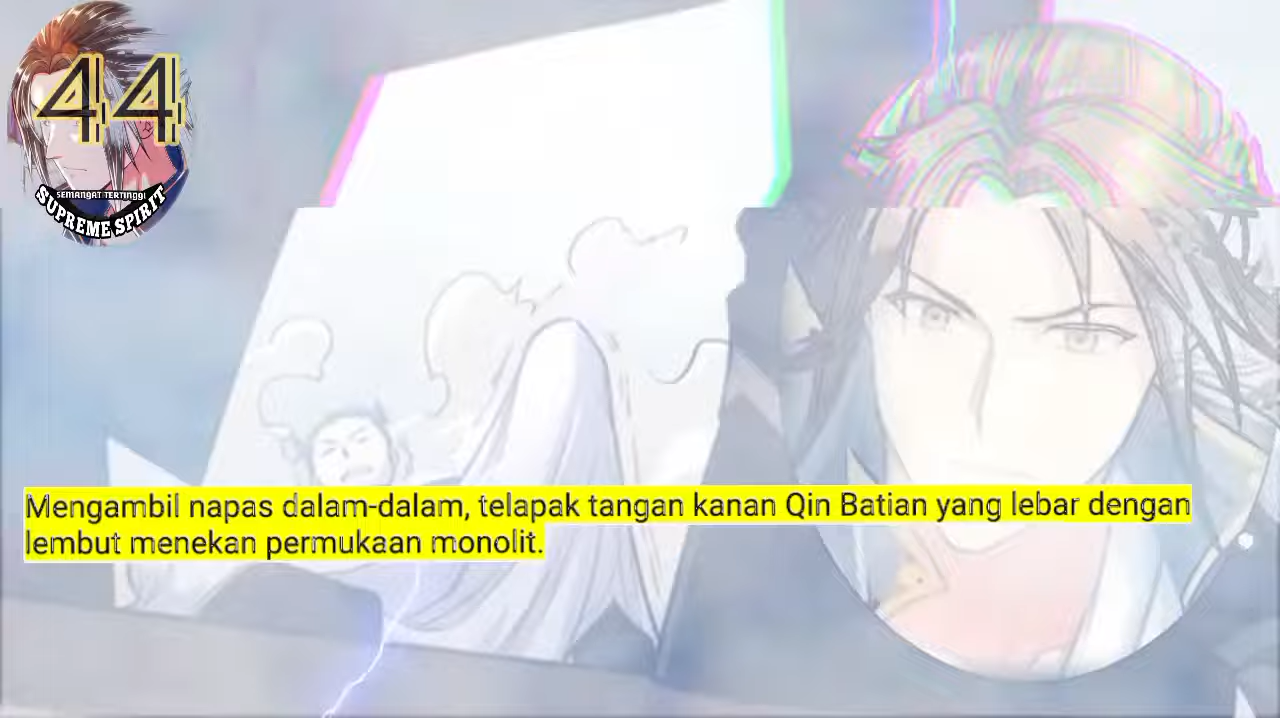 44
SEMANGAT TERTINGGI
SUPREME SPIRIT
Mengambil napas dalam-dalam, telapak tangan kanan Qin Batian yang lebar dengan
lembut menekan permukaan monolit.